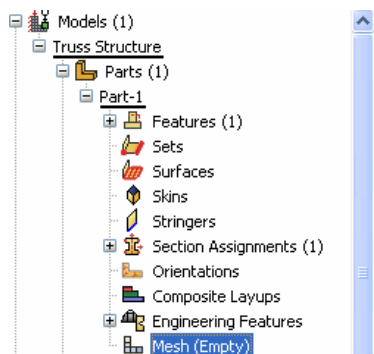 Models (1)
Truss Structure
Parts (1)
Part-1
Features (1)
Sets
Surfaces
Skins
Stringers
Section Assignments (1)
Orientations
Composite Layups
Engineering Features
Mesh (Empty)